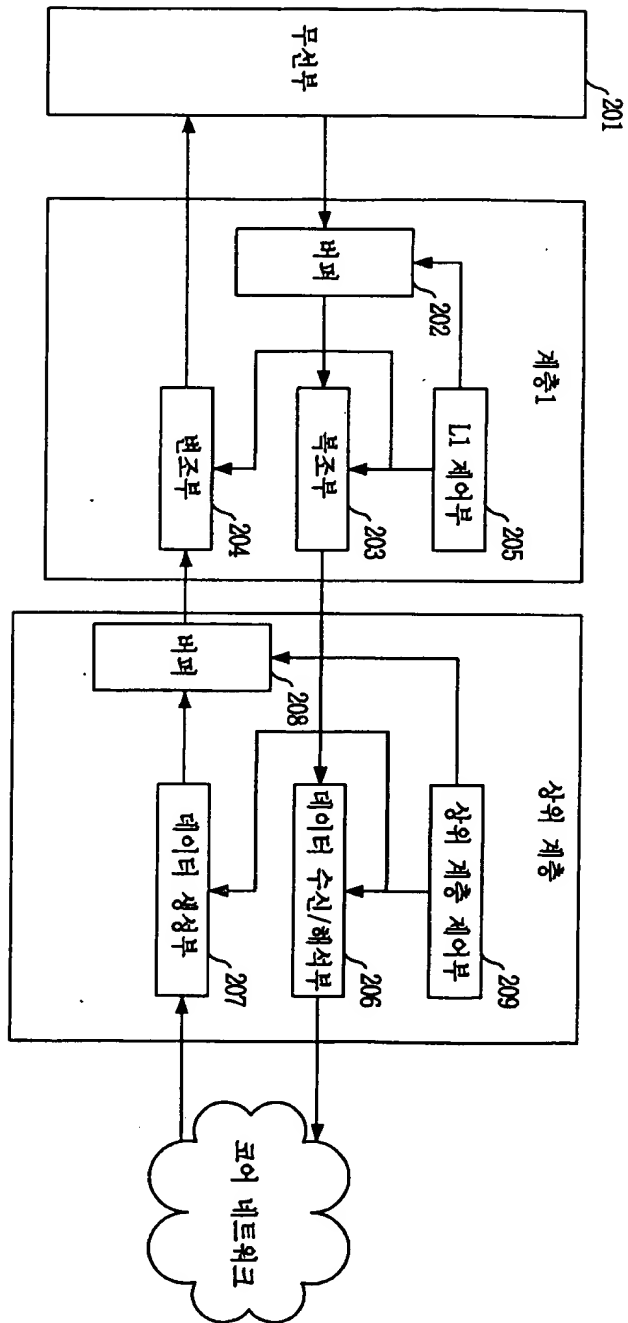 201
무선부
계층1
L1 제어부
205
버퍼
202
복조부
203
변조부
204
상위 계층
상위 계층 제어부
209
버퍼
208
데이터 수신/해석부
206
데이터 생성부
207
코어 네트워크